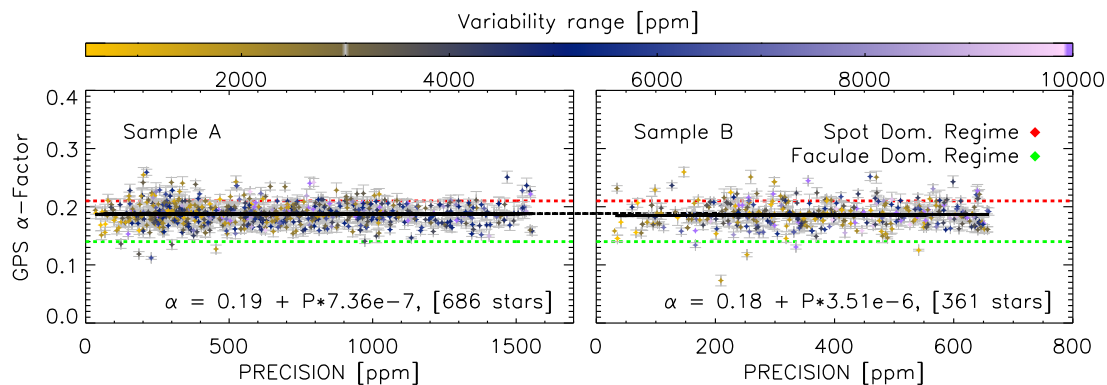 Variability range [ppm]
2000 4000 6000 8000 10000
GPS α-Factor
0.4
0.3
0.2
0.1
0.0
Sample A
α = 0.19 + P*7.36e-7, [686 stars]
0 500 1000 1500
PRECISION [ppm]
Sample B
Spot Dom. Regime
Faculae Dom. Regime
α = 0.18 + P*3.51e-6, [361 stars]
0 200 400 600 800
PRECISION [ppm]